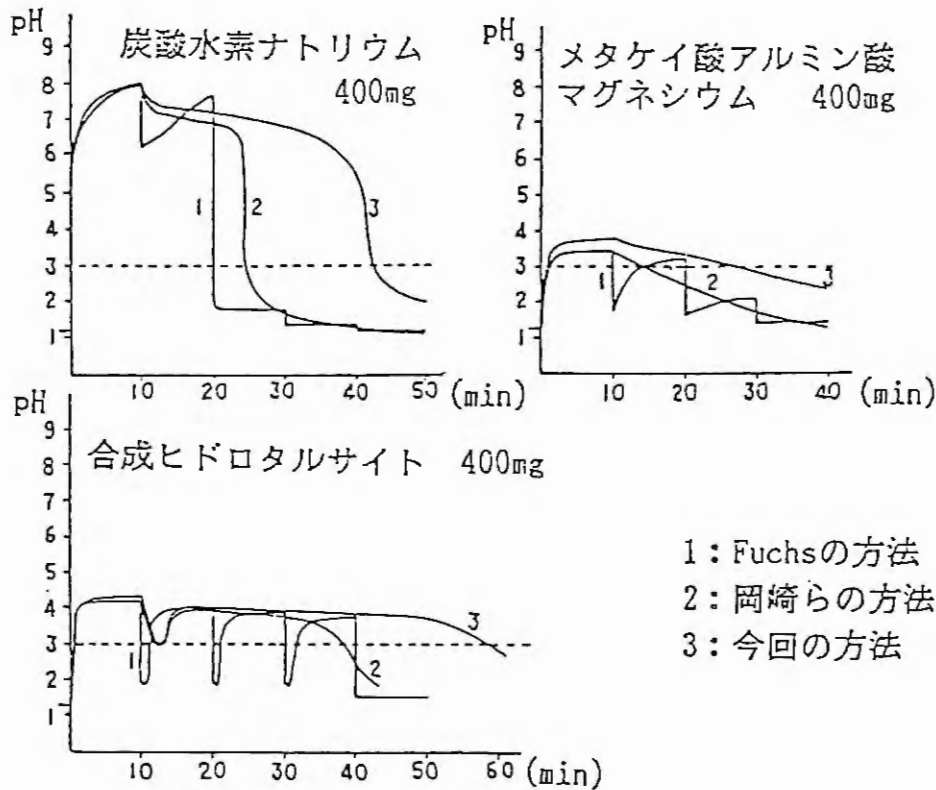 pH
炭酸水素ナトリウム
400mg
9
8
7
6
5
4
3
2
1
1
2
3
10 20 30 40 50 (min)
pH
メタケイ酸アルミン酸
マグネシウム 400mg
9
8
7
6
5
4
3
2
1
1
2
3
10 20 30 40 (min)
pH
合成ヒドロタルサイト 400mg
9
8
7
6
5
4
3
2
1
1
2
3
10 20 30 40 50 60 (min)
1：Fuchsの方法
2：岡崎らの方法
3：今回の方法